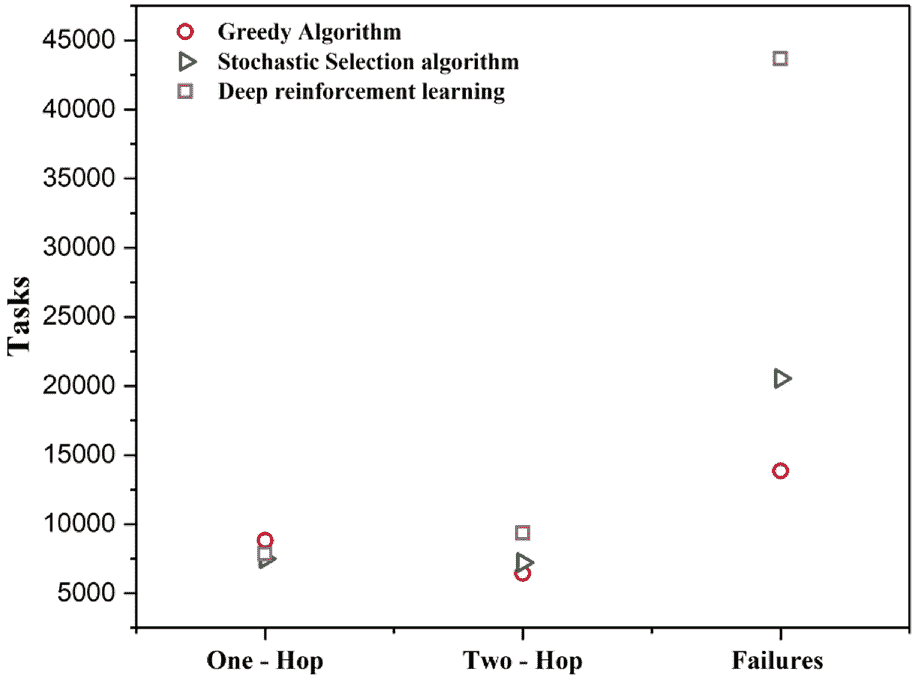 Greedy Algorithm
Stochastic Selection algorithm
Deep reinforcement learning
45000
40000
35000
30000
25000
20000
15000
10000
5000
Tasks
One - Hop
Two - Hop
Failures